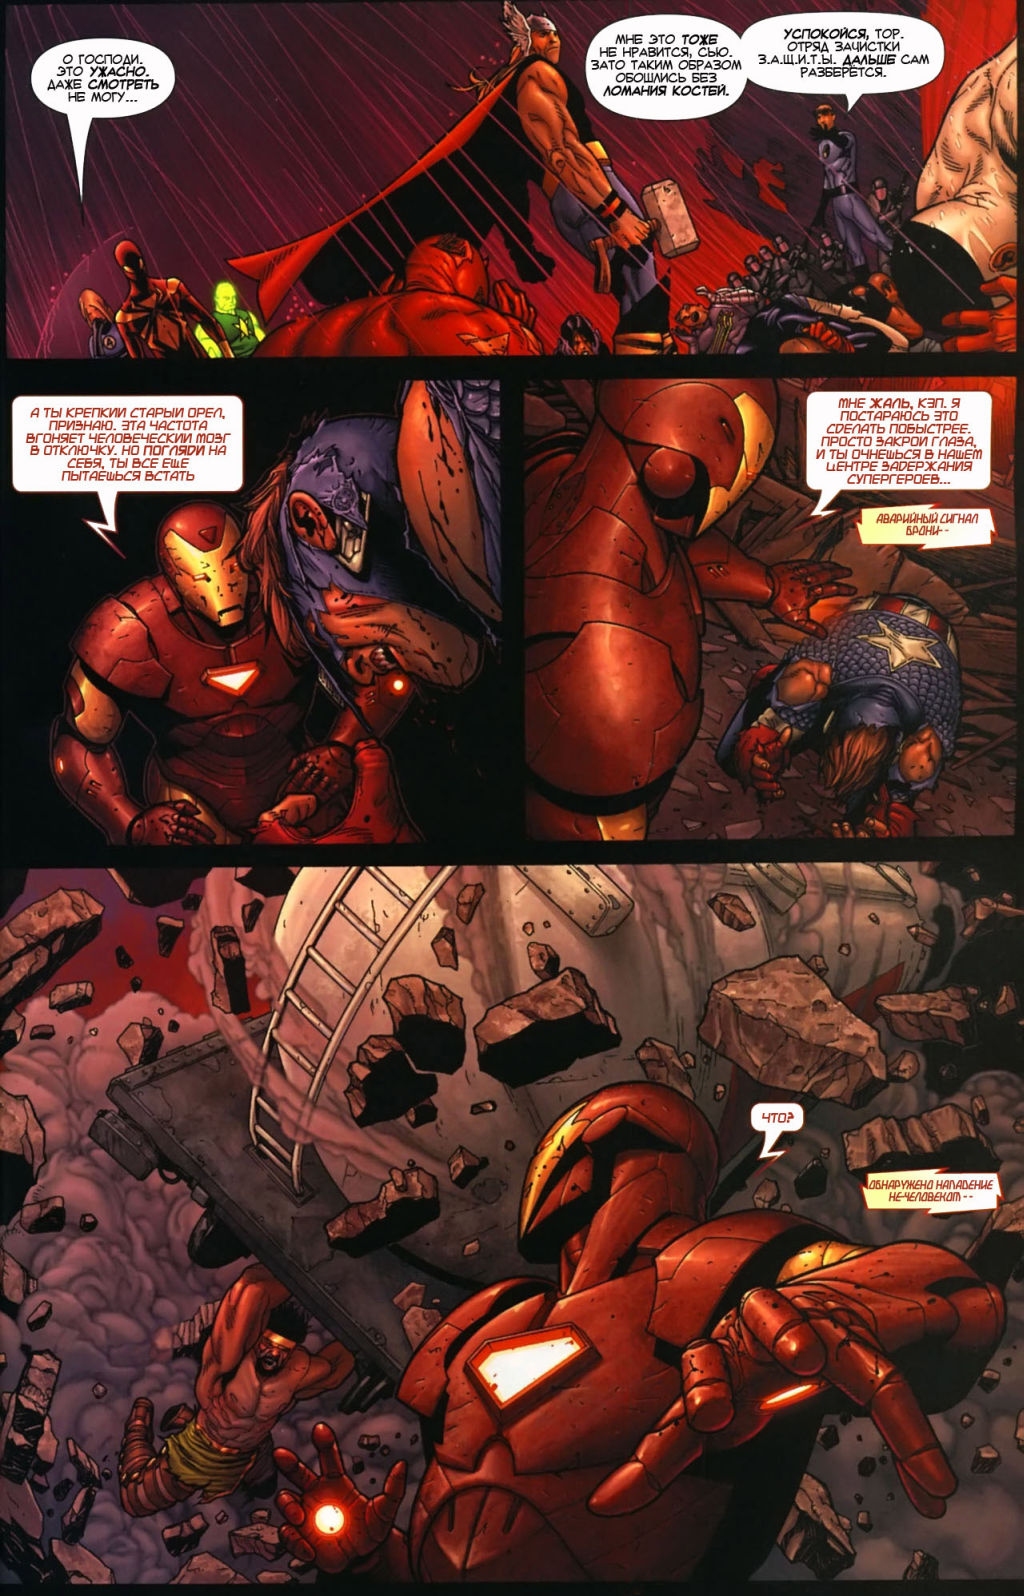 О ГОСПОДИ.
ЭТО УЖАСНО.
ДАЖЕ СМОТРЕТЬ
НЕ МОГУ...
МНЕ ЭТО ТОЖЕ
НЕ НРАВИТСЯ, СЬЮ.
ЗАТО ТАКИМ ОБРАЗОМ
ОБОШЛИСЬ БЕЗ
ЛОМАНИЯ КОСТЕЙ.
УСПОКОЙСЯ, ТОР.
ОТРЯД ЗАЧИСТКИ
З.А.Щ.И.Т.Ы. ДАЛЬШЕ САМ
РАЗБЕРЁТСЯ.
А ТЫ КРЕПКИЙ СТАРЫЙ ОРЕЛ,
ПРИЗНАЮ. ЭТА ЧАСТОТА
ВГОНЯЕТ ЧЕЛОВЕЧЕСКИЙ МОЗГ
В ОТКЛЮЧКУ. НО ПОГЛЯДИ НА
СЕБЯ, ТЫ ВСЕ ЕЩЕ
ПЫТАЕШЬСЯ ВСТАТЬ
МНЕ ЖАЛЬ, КЭП. Я
ПОСТАРАЮСЬ ЭТО
СДЕЛАТЬ ПОБЫСТРЕЕ.
ПРОСТО ЗАКРОЙ ГЛАЗА,
И ТЫ ОЧНЕШЬСЯ В НАШЕМ
ЦЕНТРЕ ЗАДЕРЖАНИЯ
СУПЕРГЕРОЕВ...
АВАРИЙНЫЙ СИГНАЛ
БРОНИ--
ЧТО?
ОБНАРУЖЕНО НАПАДЕНИЕ
НЕ-ЧЕЛОВЕКОМ --